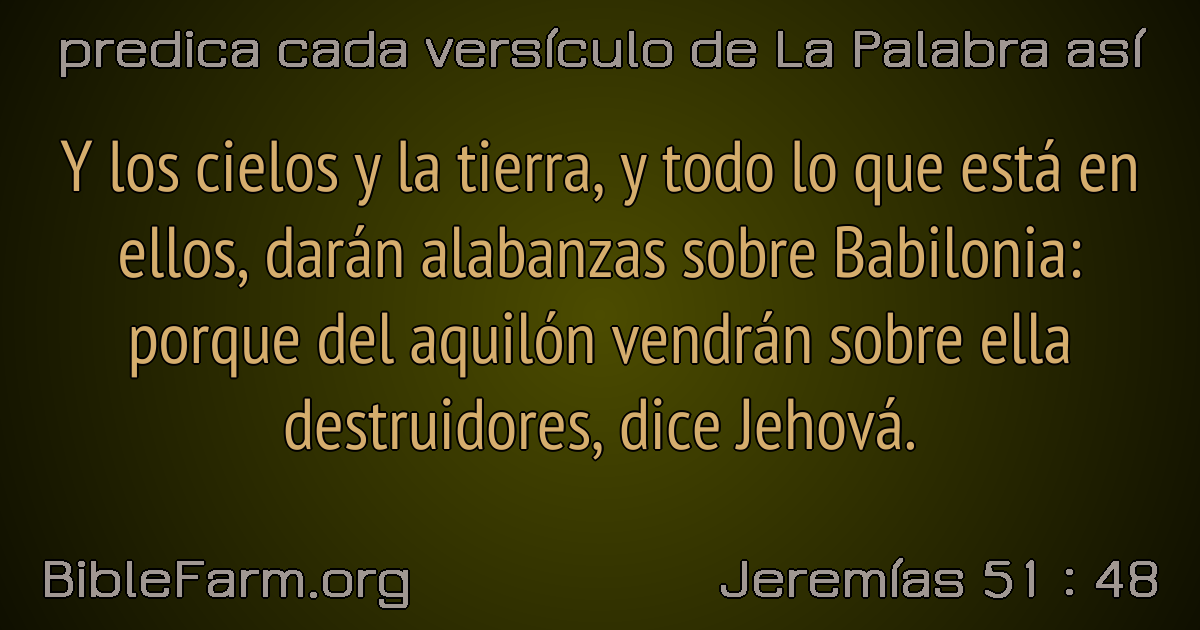 predica cada versículo de La Palabra así
Y los cielos y la tierra, y todo lo que está en
ellos, darán alabanzas sobre Babilonia:
porque del aquilón vendrán sobre ella
destruidores, dice Jehová.
BibleFarm.org
Jeremías 51 : 48